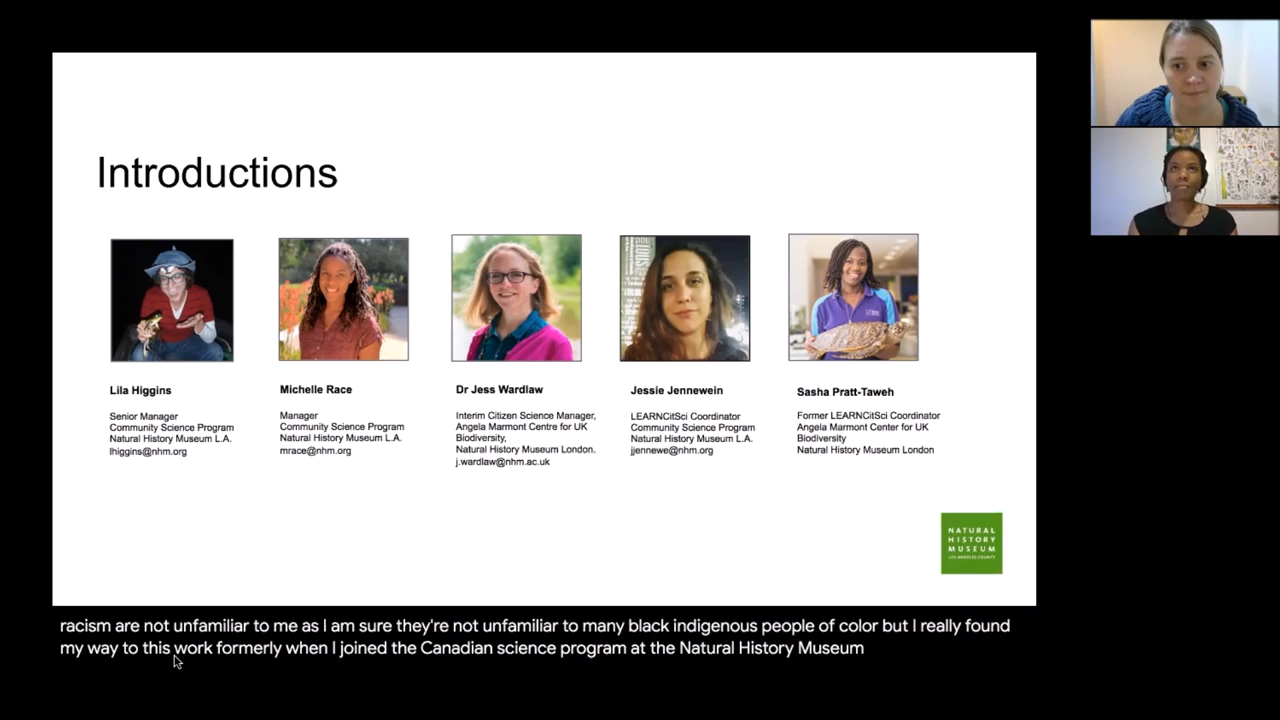 Introductions
Lila Higgins
Senior Manager
Community Science Program
Natural History Museum L.A.
lhiggins@nhm.org
Michelle Race
Manager
Community Science Program
Natural History Museum L.A.
mrace@nhm.org
Dr Jess Wardlaw
Interim Citizen Science Manager,
Angela Marmont Centre for UK
Biodiversity,
Natural History Museum London.
j.wardlaw@nhm.ac.uk
Jessie Jennewein
LEARNCitSci Coordinator
Community Science Program
Natural History Museum L.A.
jjennewe@nhm.org
Sasha Pratt-Taweh
Former LEARNCitSci Coordinator
Angela Marmont Center for UK
Biodiversity
Natural History Museum London
NATURAL
HISTORY
MUSEUM
LOS ANGELES COUNTY
racism are not unfamiliar to me as I am sure they're not unfamiliar to many black indigenous people of color but I really found
my way to this work formerly when I joined the Canadian science program at the Natural History Museum